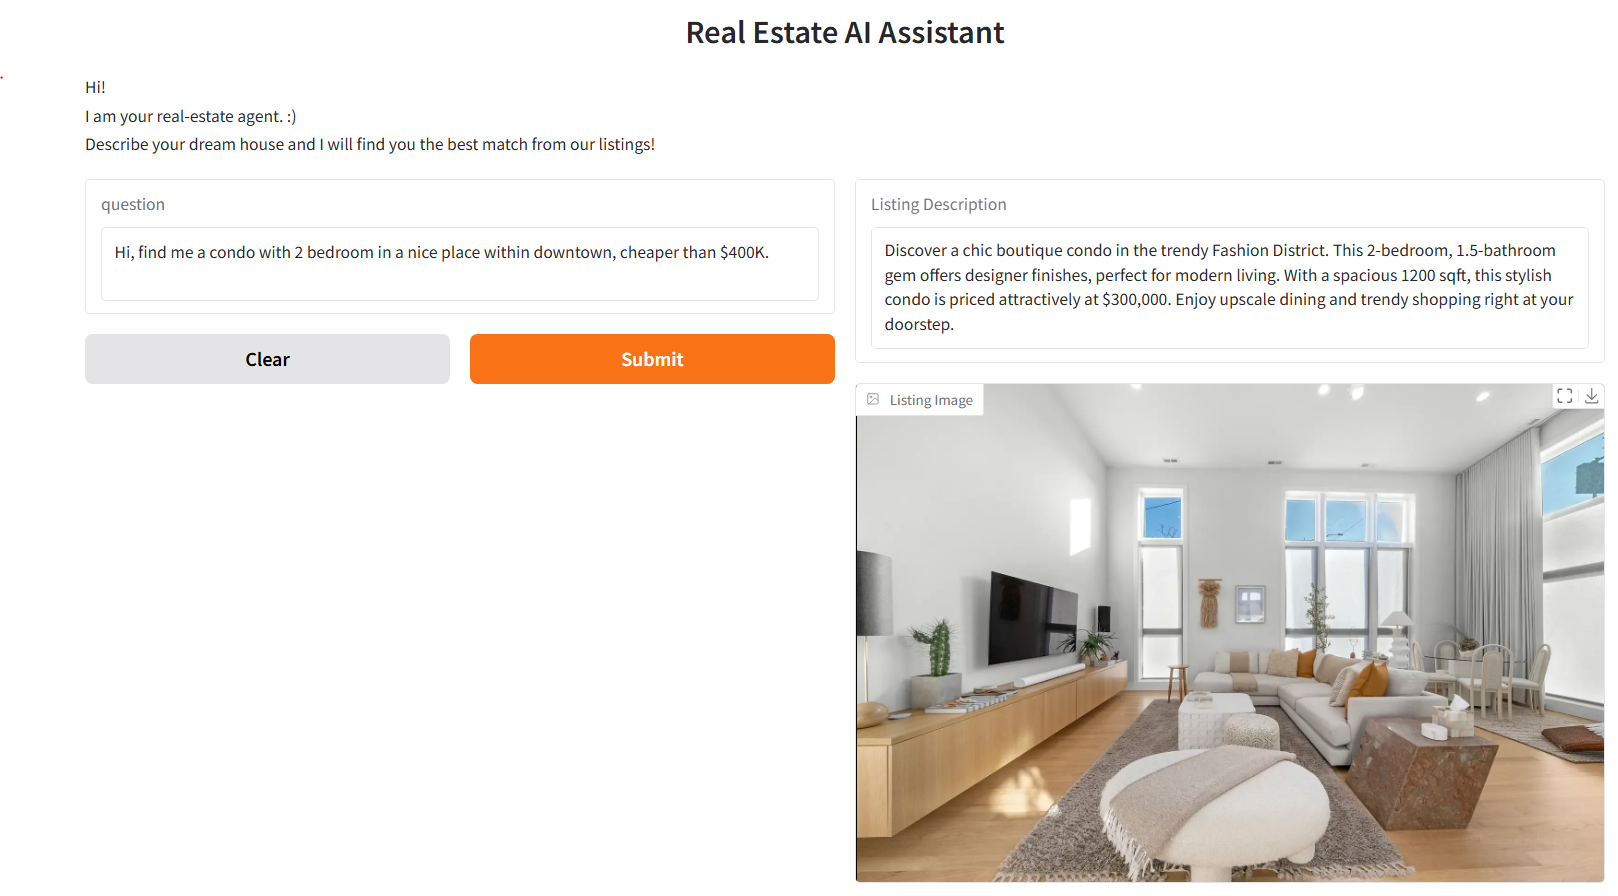 Real Estate AI Assistant
Hi!
I am your real-estate agent. :)
Describe your dream house and I will find you the best match from our listings!
question
Hi, find me a condo with 2 bedroom in a nice place within downtown, cheaper than $400K.
Clear
Submit
Listing Description
Discover a chic boutique condo in the trendy Fashion District. This 2-bedroom, 1.5-bathroom
gem offers designer finishes, perfect for modern living. With a spacious 1200 sqft, this stylish
condo is priced attractively at $300,000. Enjoy upscale dining and trendy shopping right at your
doorstep.
Listing Image